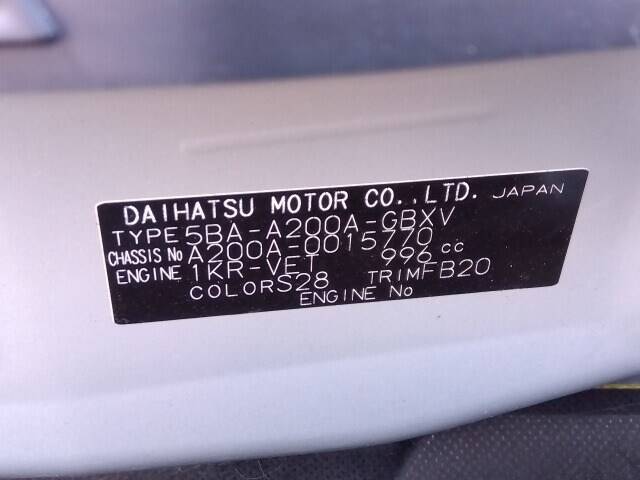 DAIHATSU MOTOR CO.,LTD. JAPAN
TYPE 5BA-A200A-GBXV
CHASSIS No A200A-0015770
ENGINE 1KR-VET 996 cc
COLOR S28 TRIM FB20
ENGINE No